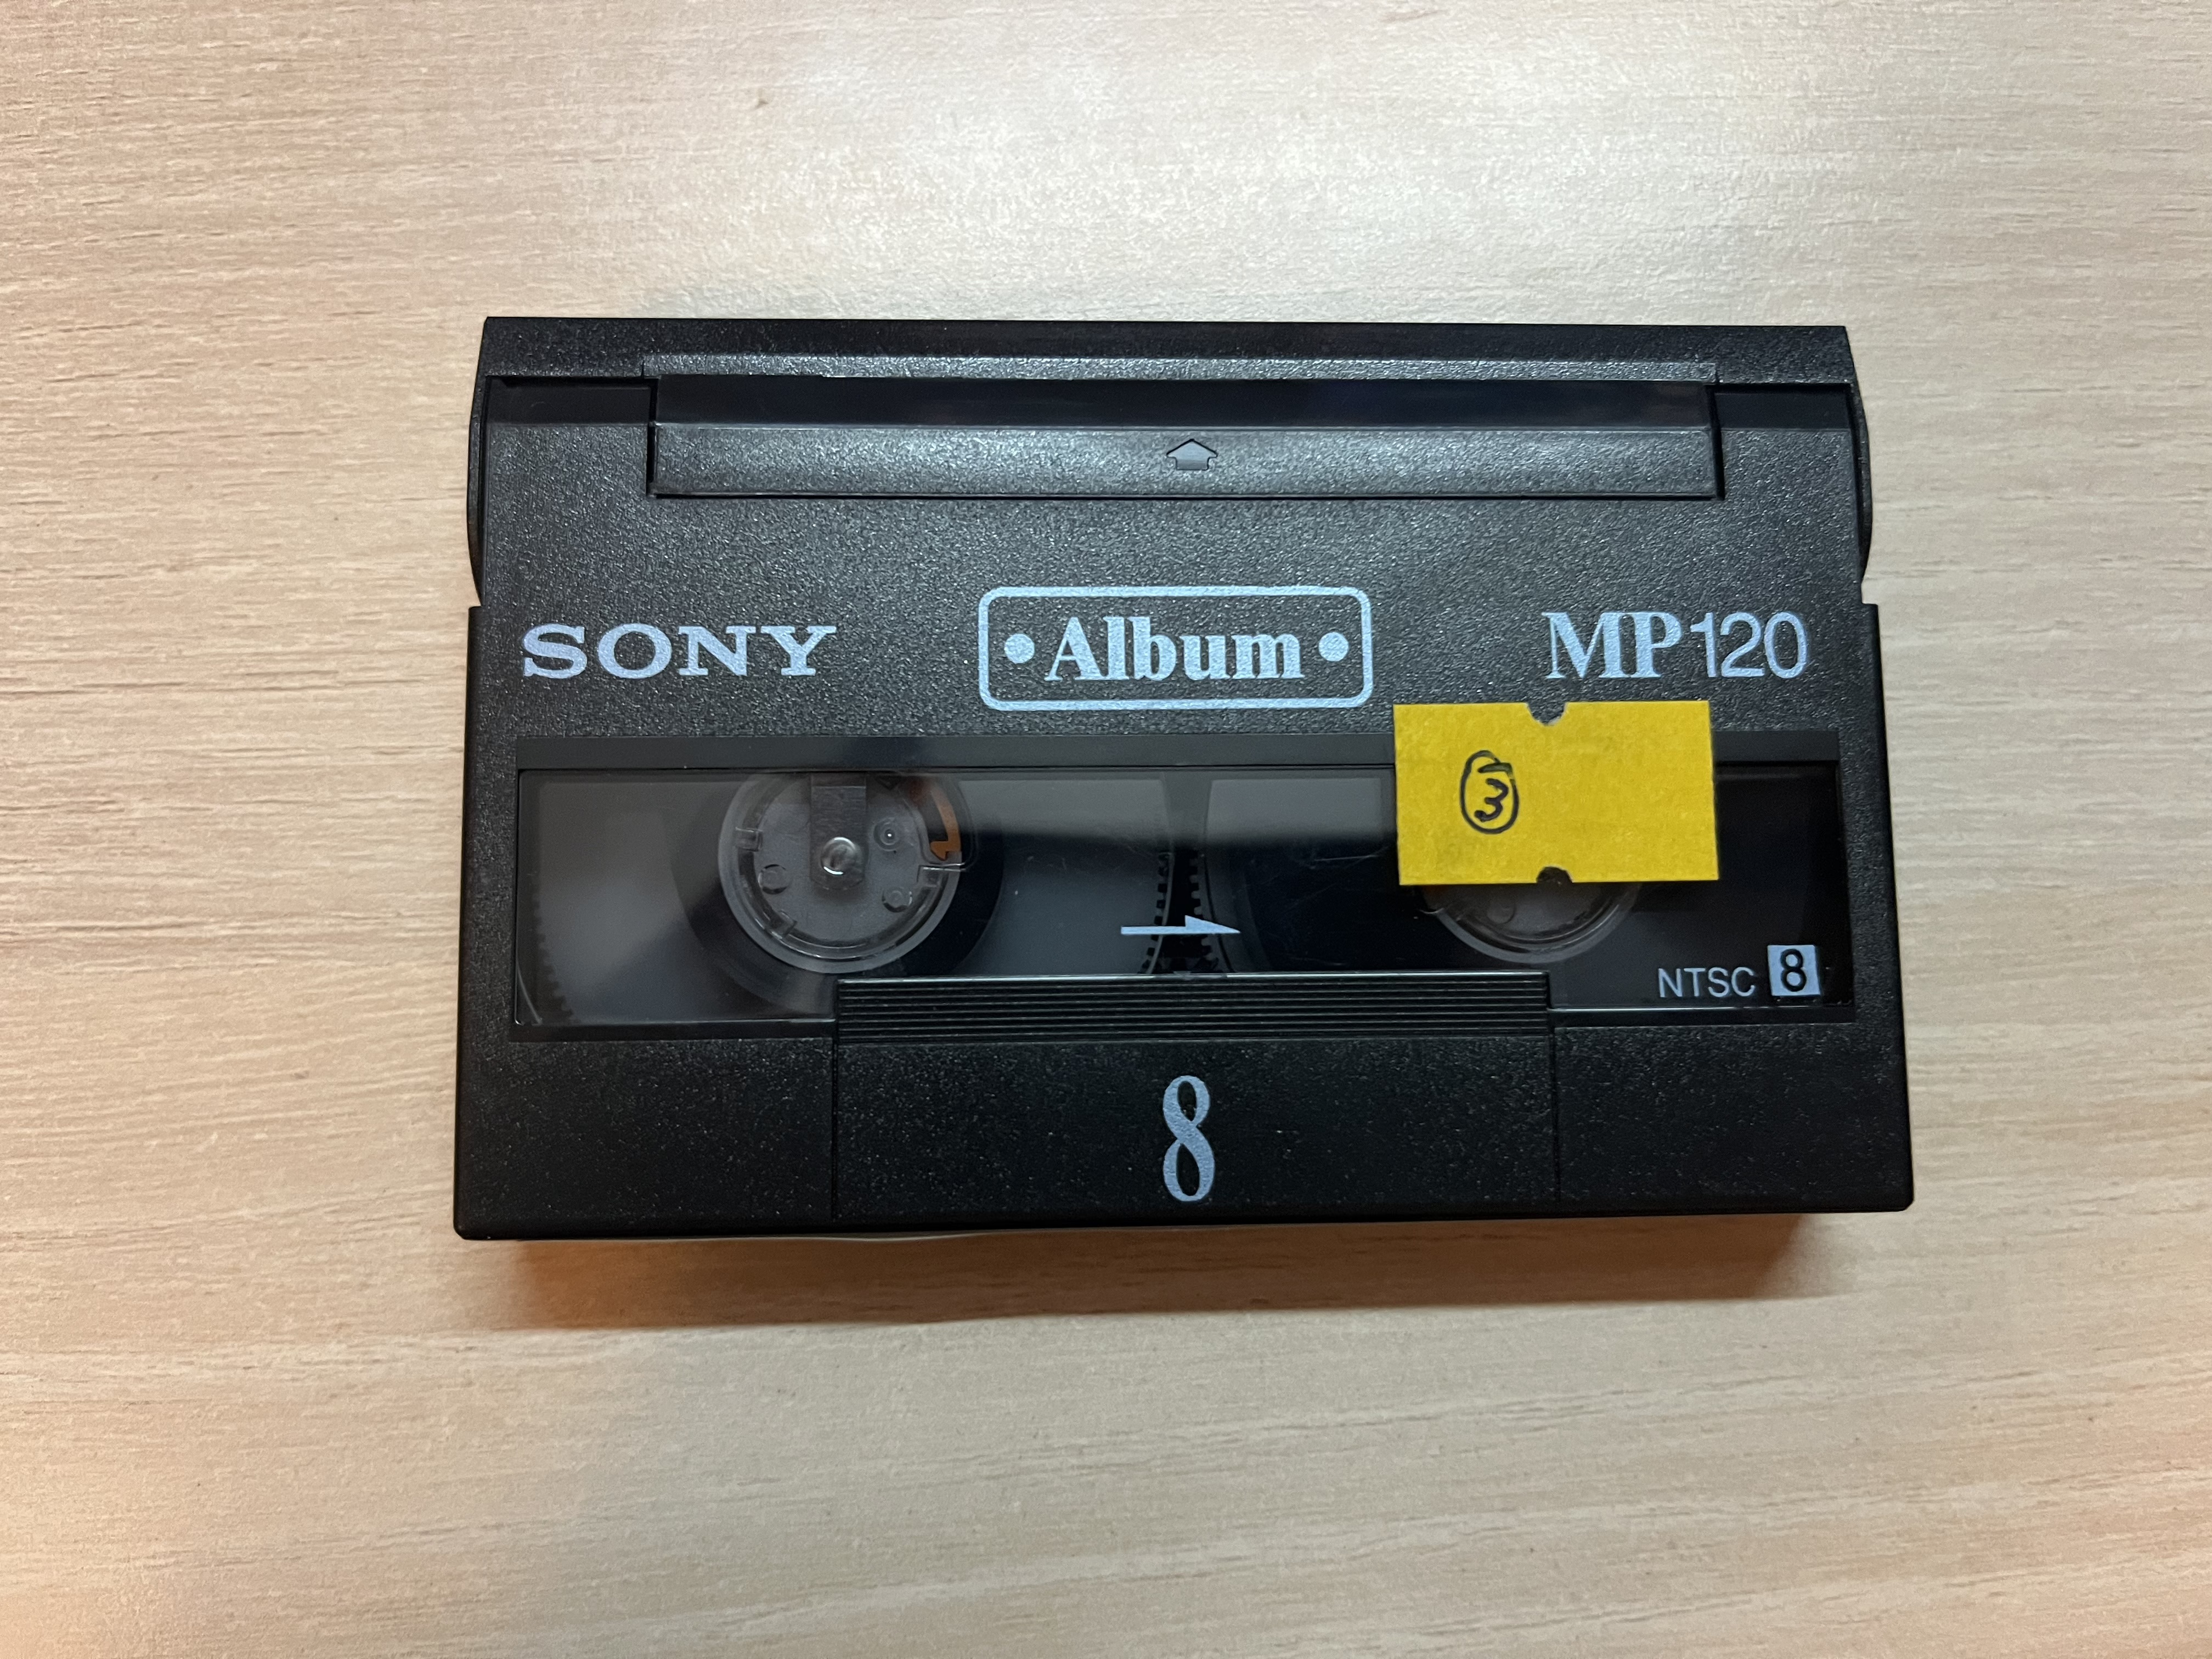 SONY •Album• MP120
③
NTSC 8
8